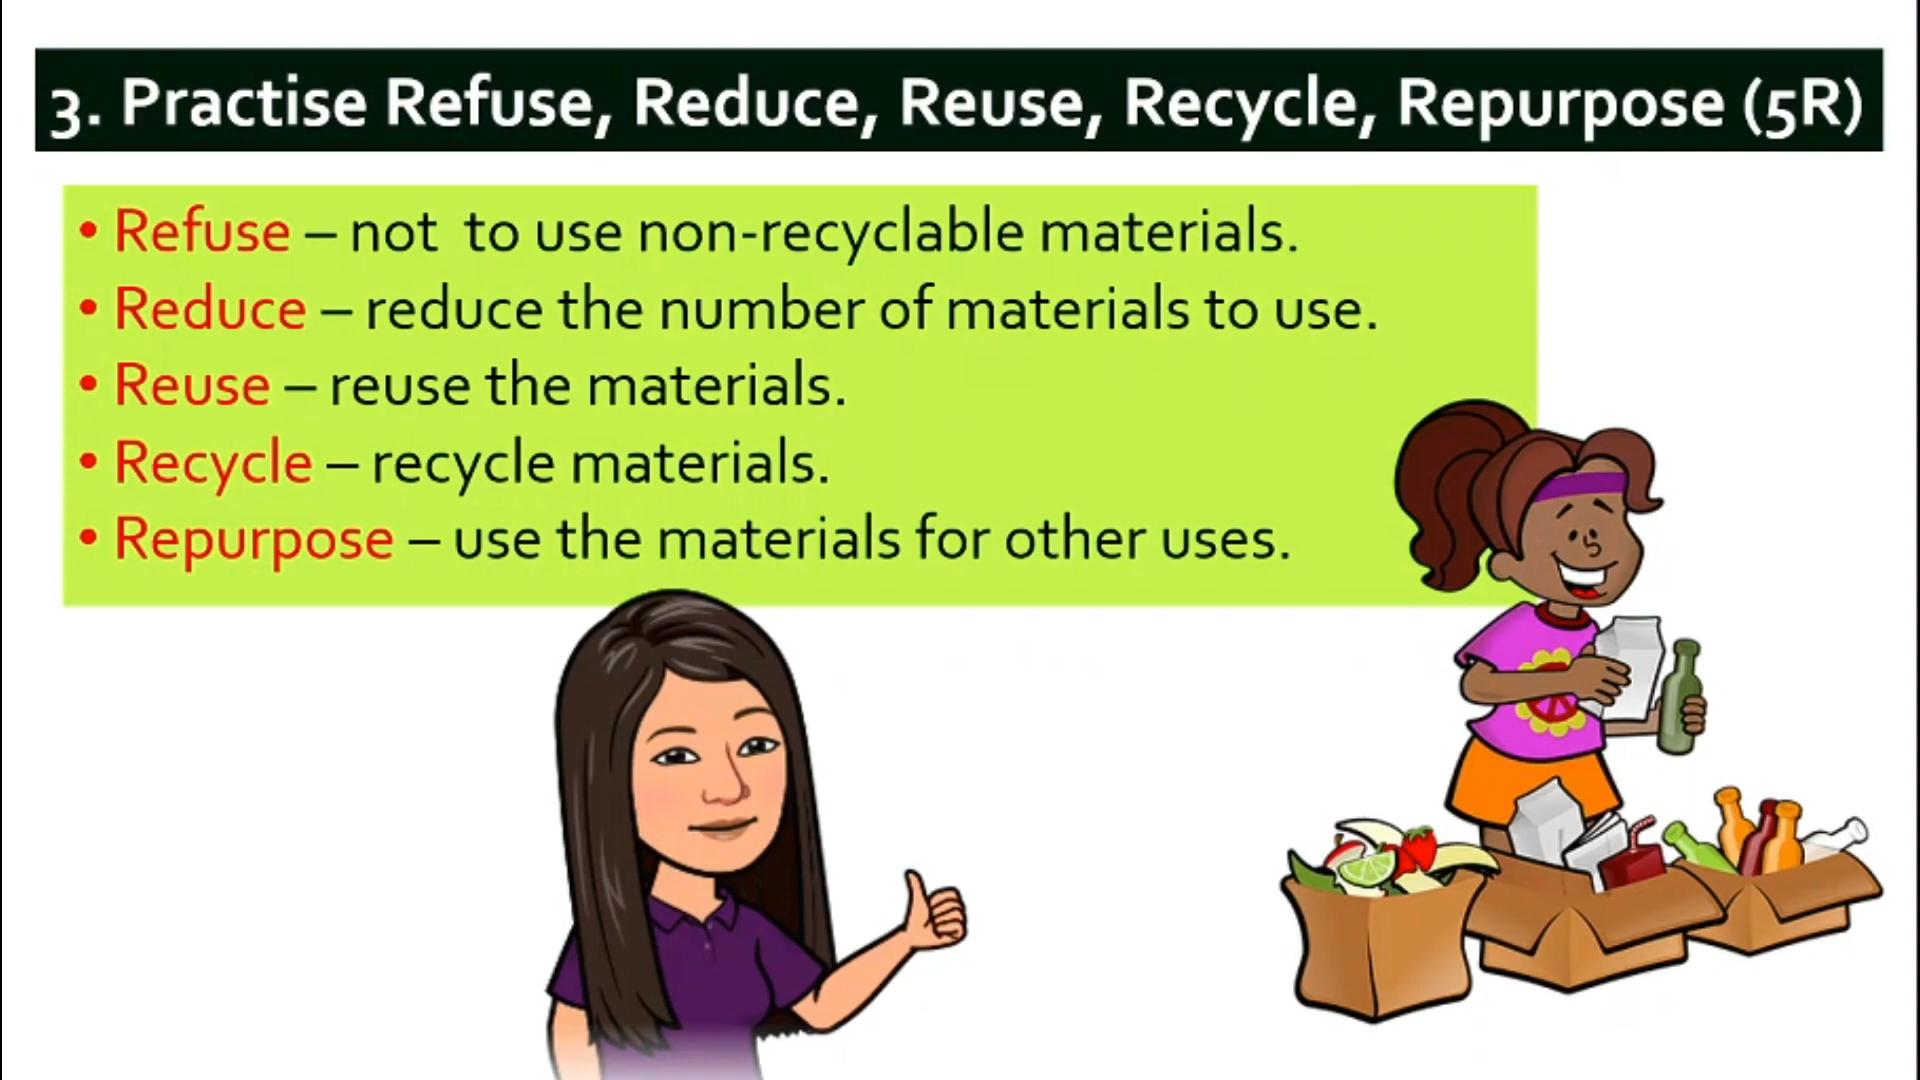 3. Practise Refuse, Reduce, Reuse, Recycle, Repurpose (5R)
• Refuse – not  to use non-recyclable materials.
• Reduce – reduce the number of materials to use.
• Reuse – reuse the materials.
• Recycle – recycle materials.
• Repurpose – use the materials for other uses.